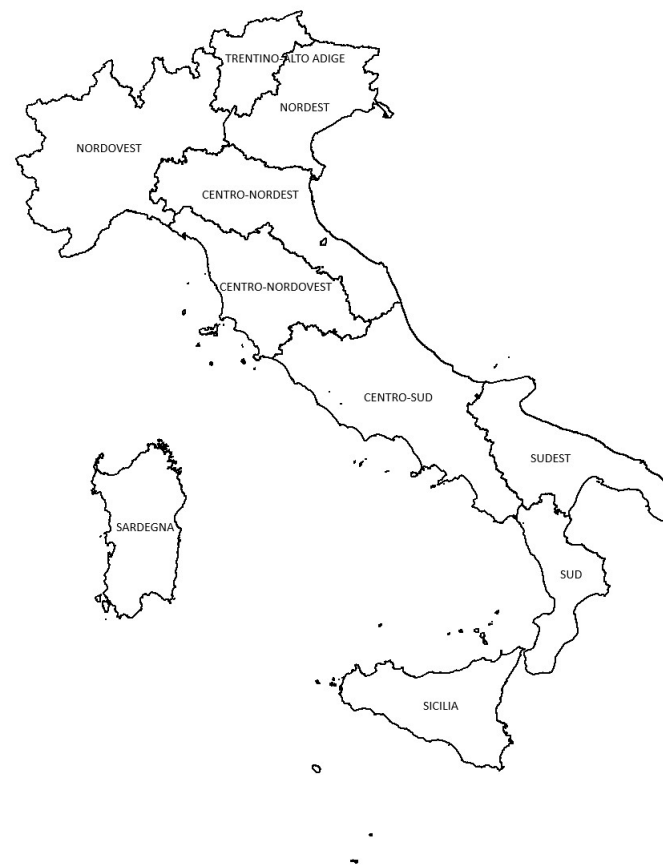 TRENTINO-ALTO ADIGE
NORDEST
NORDOVEST
CENTRO-NORDEST
CENTRO-NORDOVEST
CENTRO-SUD
SUDEST
SARDEGNA
SUD
SICILIA